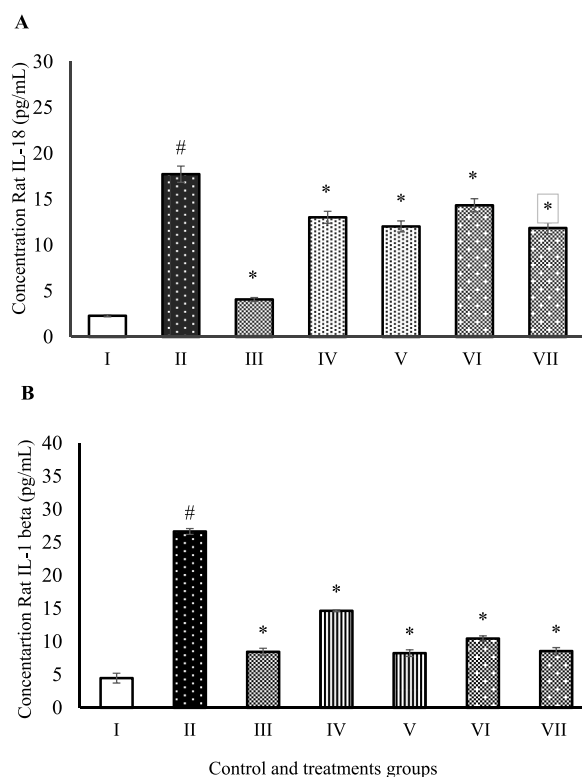 A
Concentration Rat IL-18 (pg/mL)
30
25
20
15
10
5
0
#
*
*
*
*
*
I
II
III
IV
V
VI
VII
B
Concentartion Rat IL-1 beta (pg/mL)
40
35
30
25
20
15
10
5
0
#
*
*
*
*
*
I
II
III
IV
V
VI
VII
Control and treatments groups